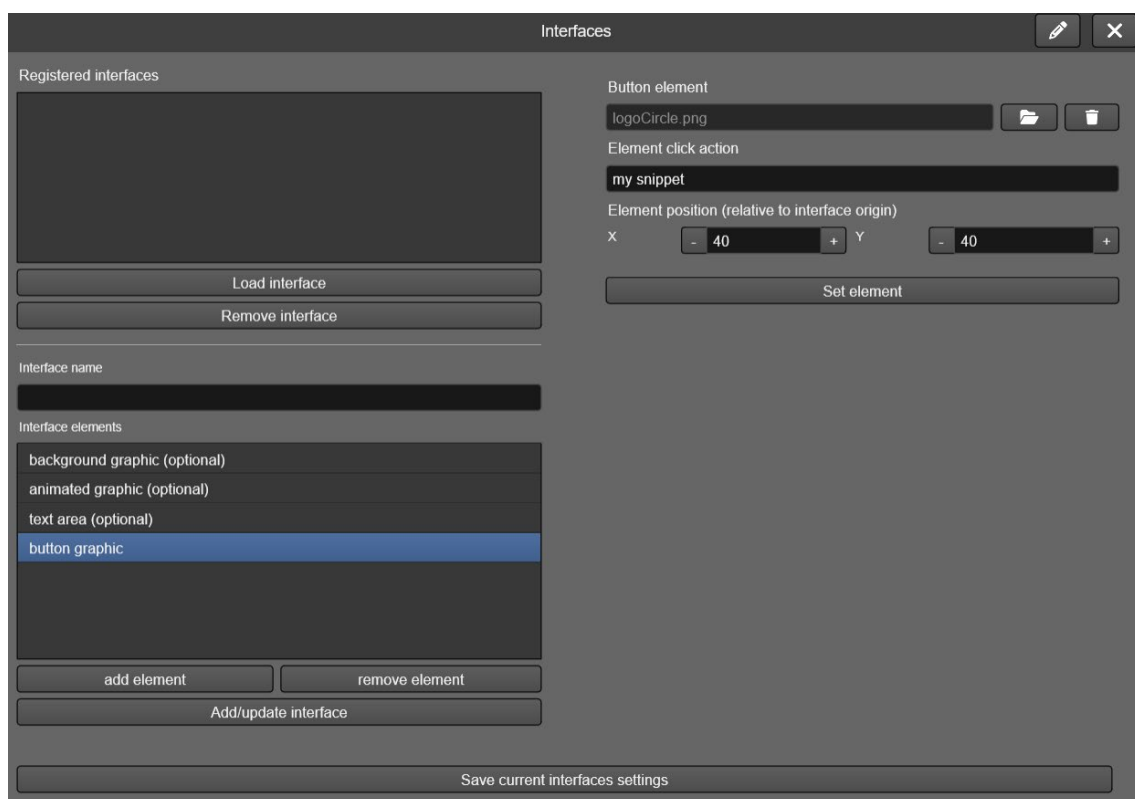 Interfaces
Registered interfaces
Load interface
Remove interface
Interface name
Interface elements
background graphic (optional)
animated graphic (optional)
text area (optional)
button graphic
add element remove element
Add/update interface
Button element
logoCircle.png
Element click action
my snippet
Element position (relative to interface origin)
X - 40 + Y - 40 +
Set element
Save current interfaces settings